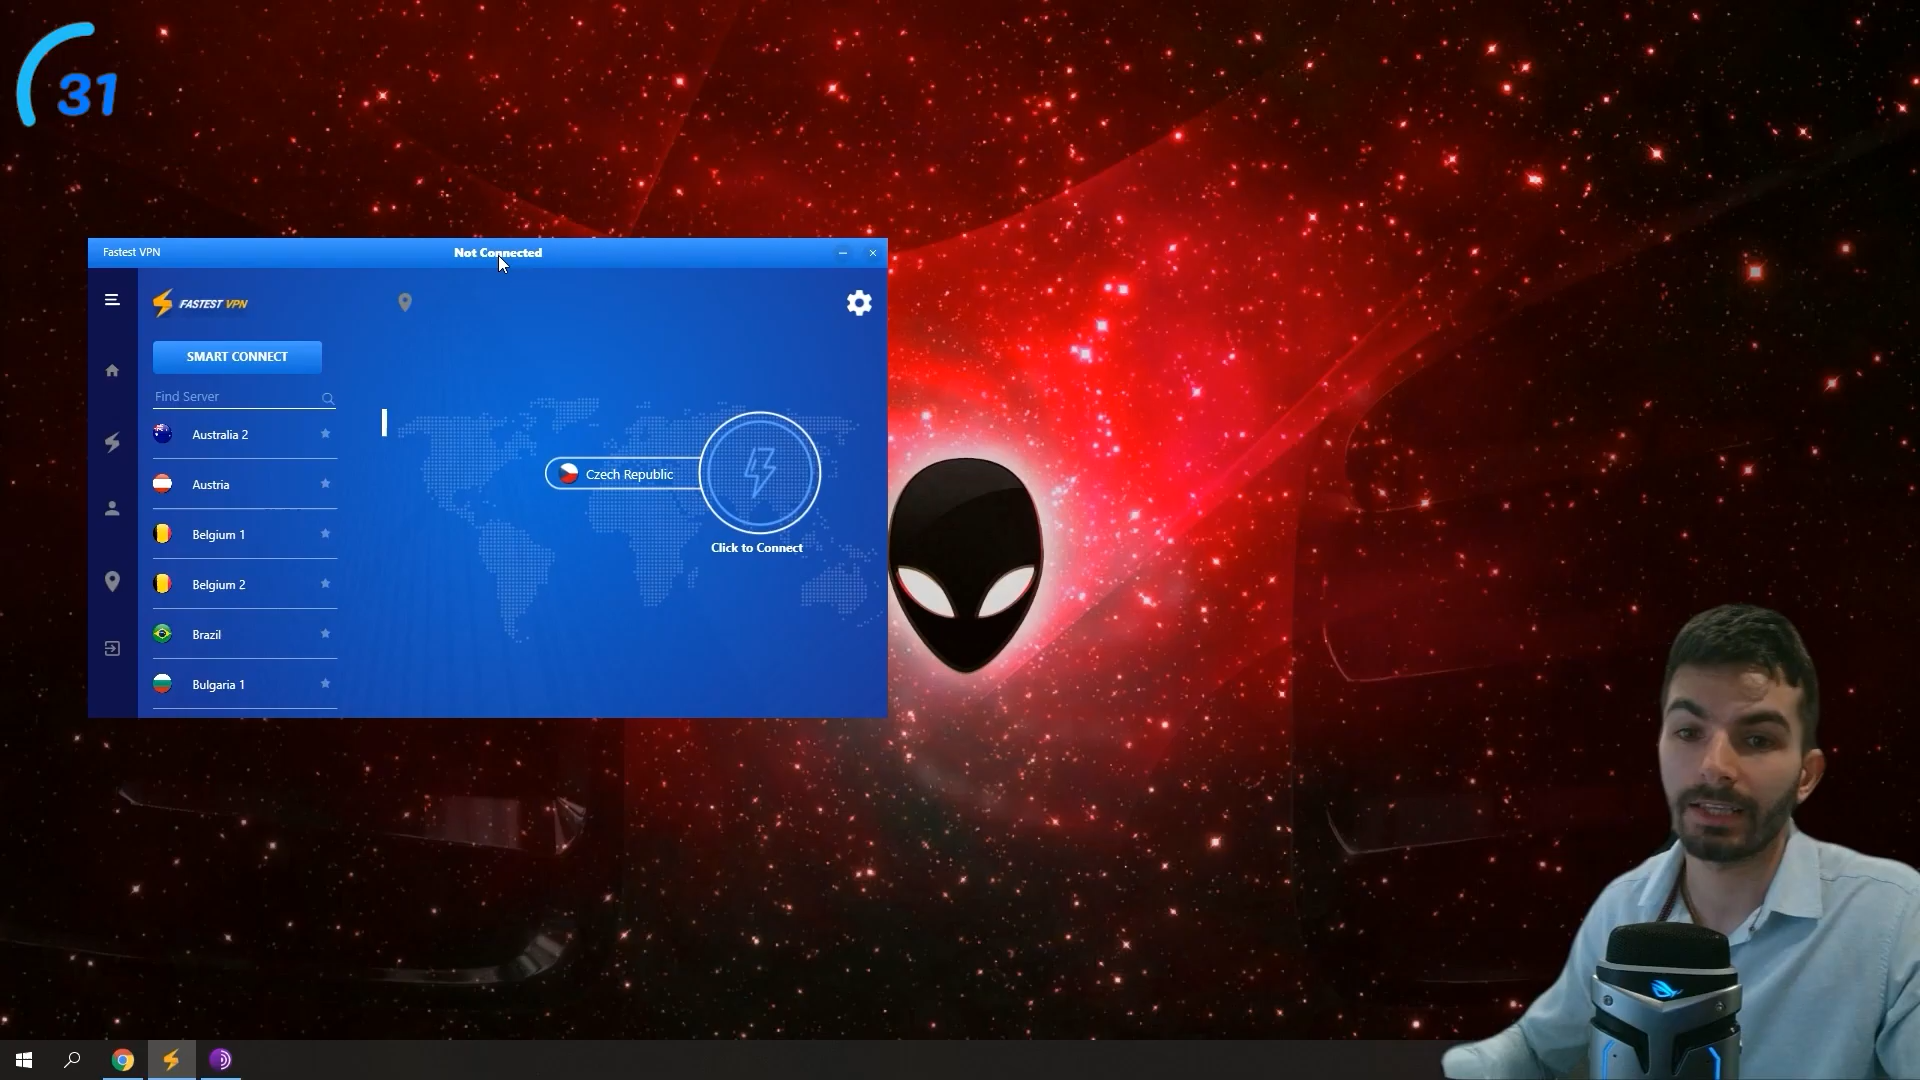 31
Fastest VPN
Not Connected
FASTEST VPN
SMART CONNECT
Find Server
Australia 2
Austria
Belgium 1
Belgium 2
Brazil
Bulgaria 1
Czech Republic
Click to Connect